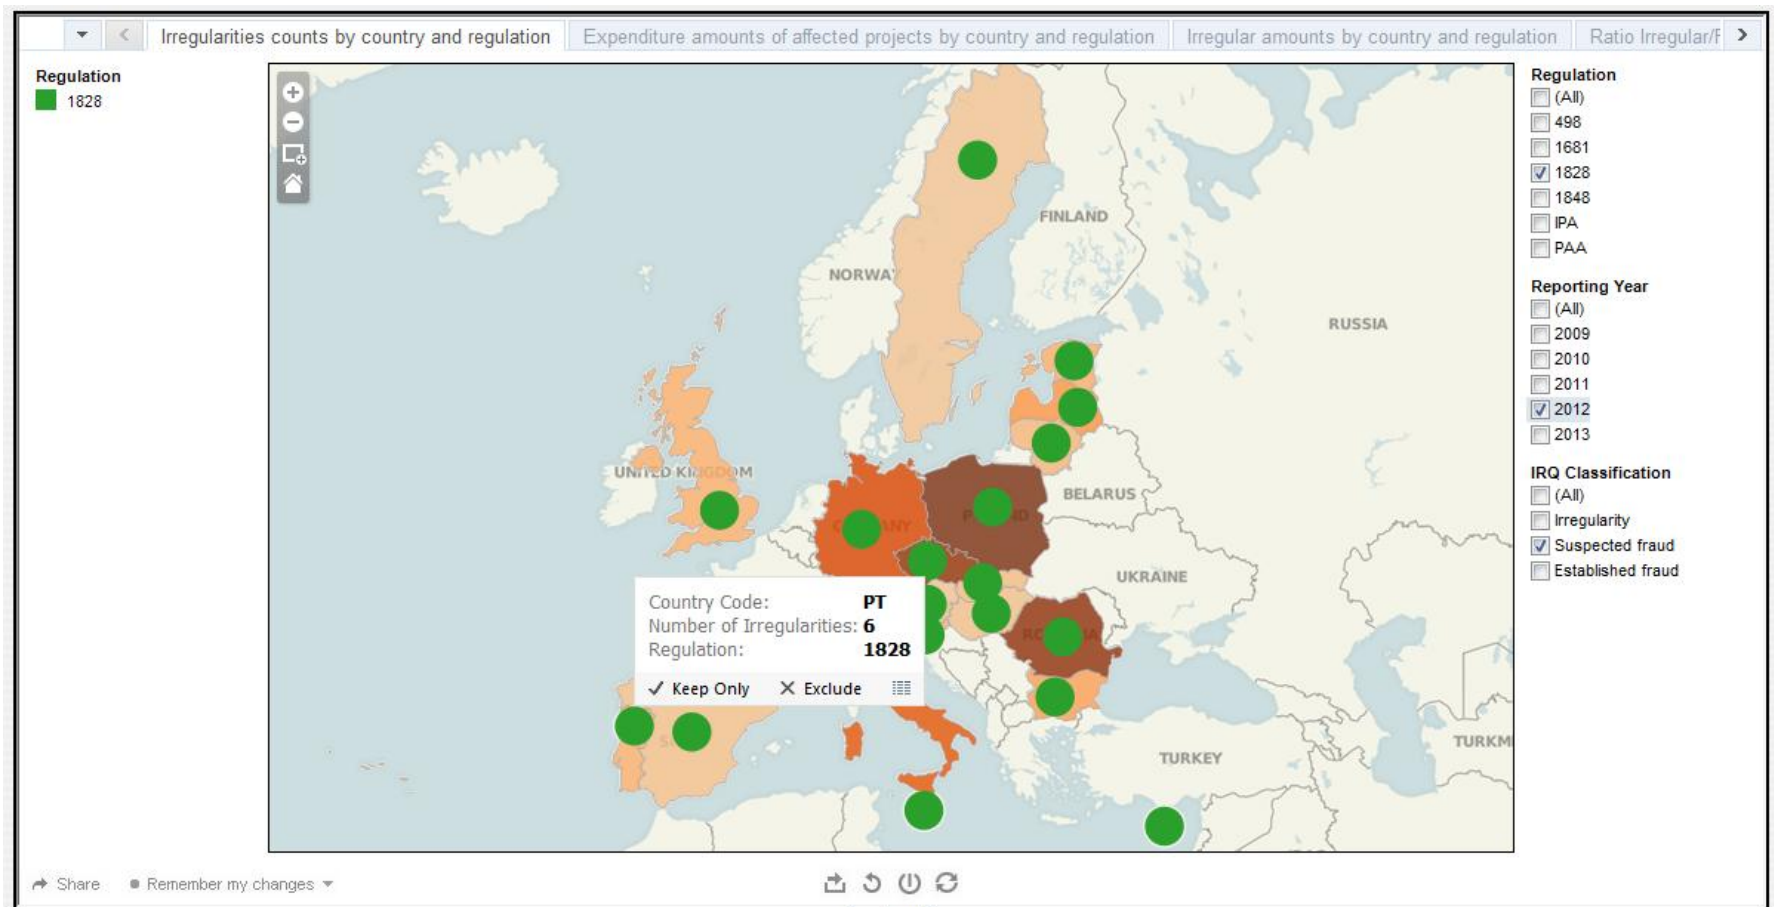 Irregularities counts by country and regulation
Expenditure amounts of affected projects by country and regulation
Irregular amounts by country and regulation
Ratio Irregular/F
Regulation
1828
NORWA
FINLAND
RUSSIA
UNITED KINGDOM
BELARUS
UKRAINE
TURKEY
TURKM
Country Code: PT
Number of Irregularities: 6
Regulation: 1828
Keep Only
Exclude
Regulation
(All)
498
1681
1828
1848
IPA
PAA
Reporting Year
(All)
2009
2010
2011
2012
2013
IRQ Classification
(All)
Irregularity
Suspected fraud
Established fraud
Share
Remember my changes